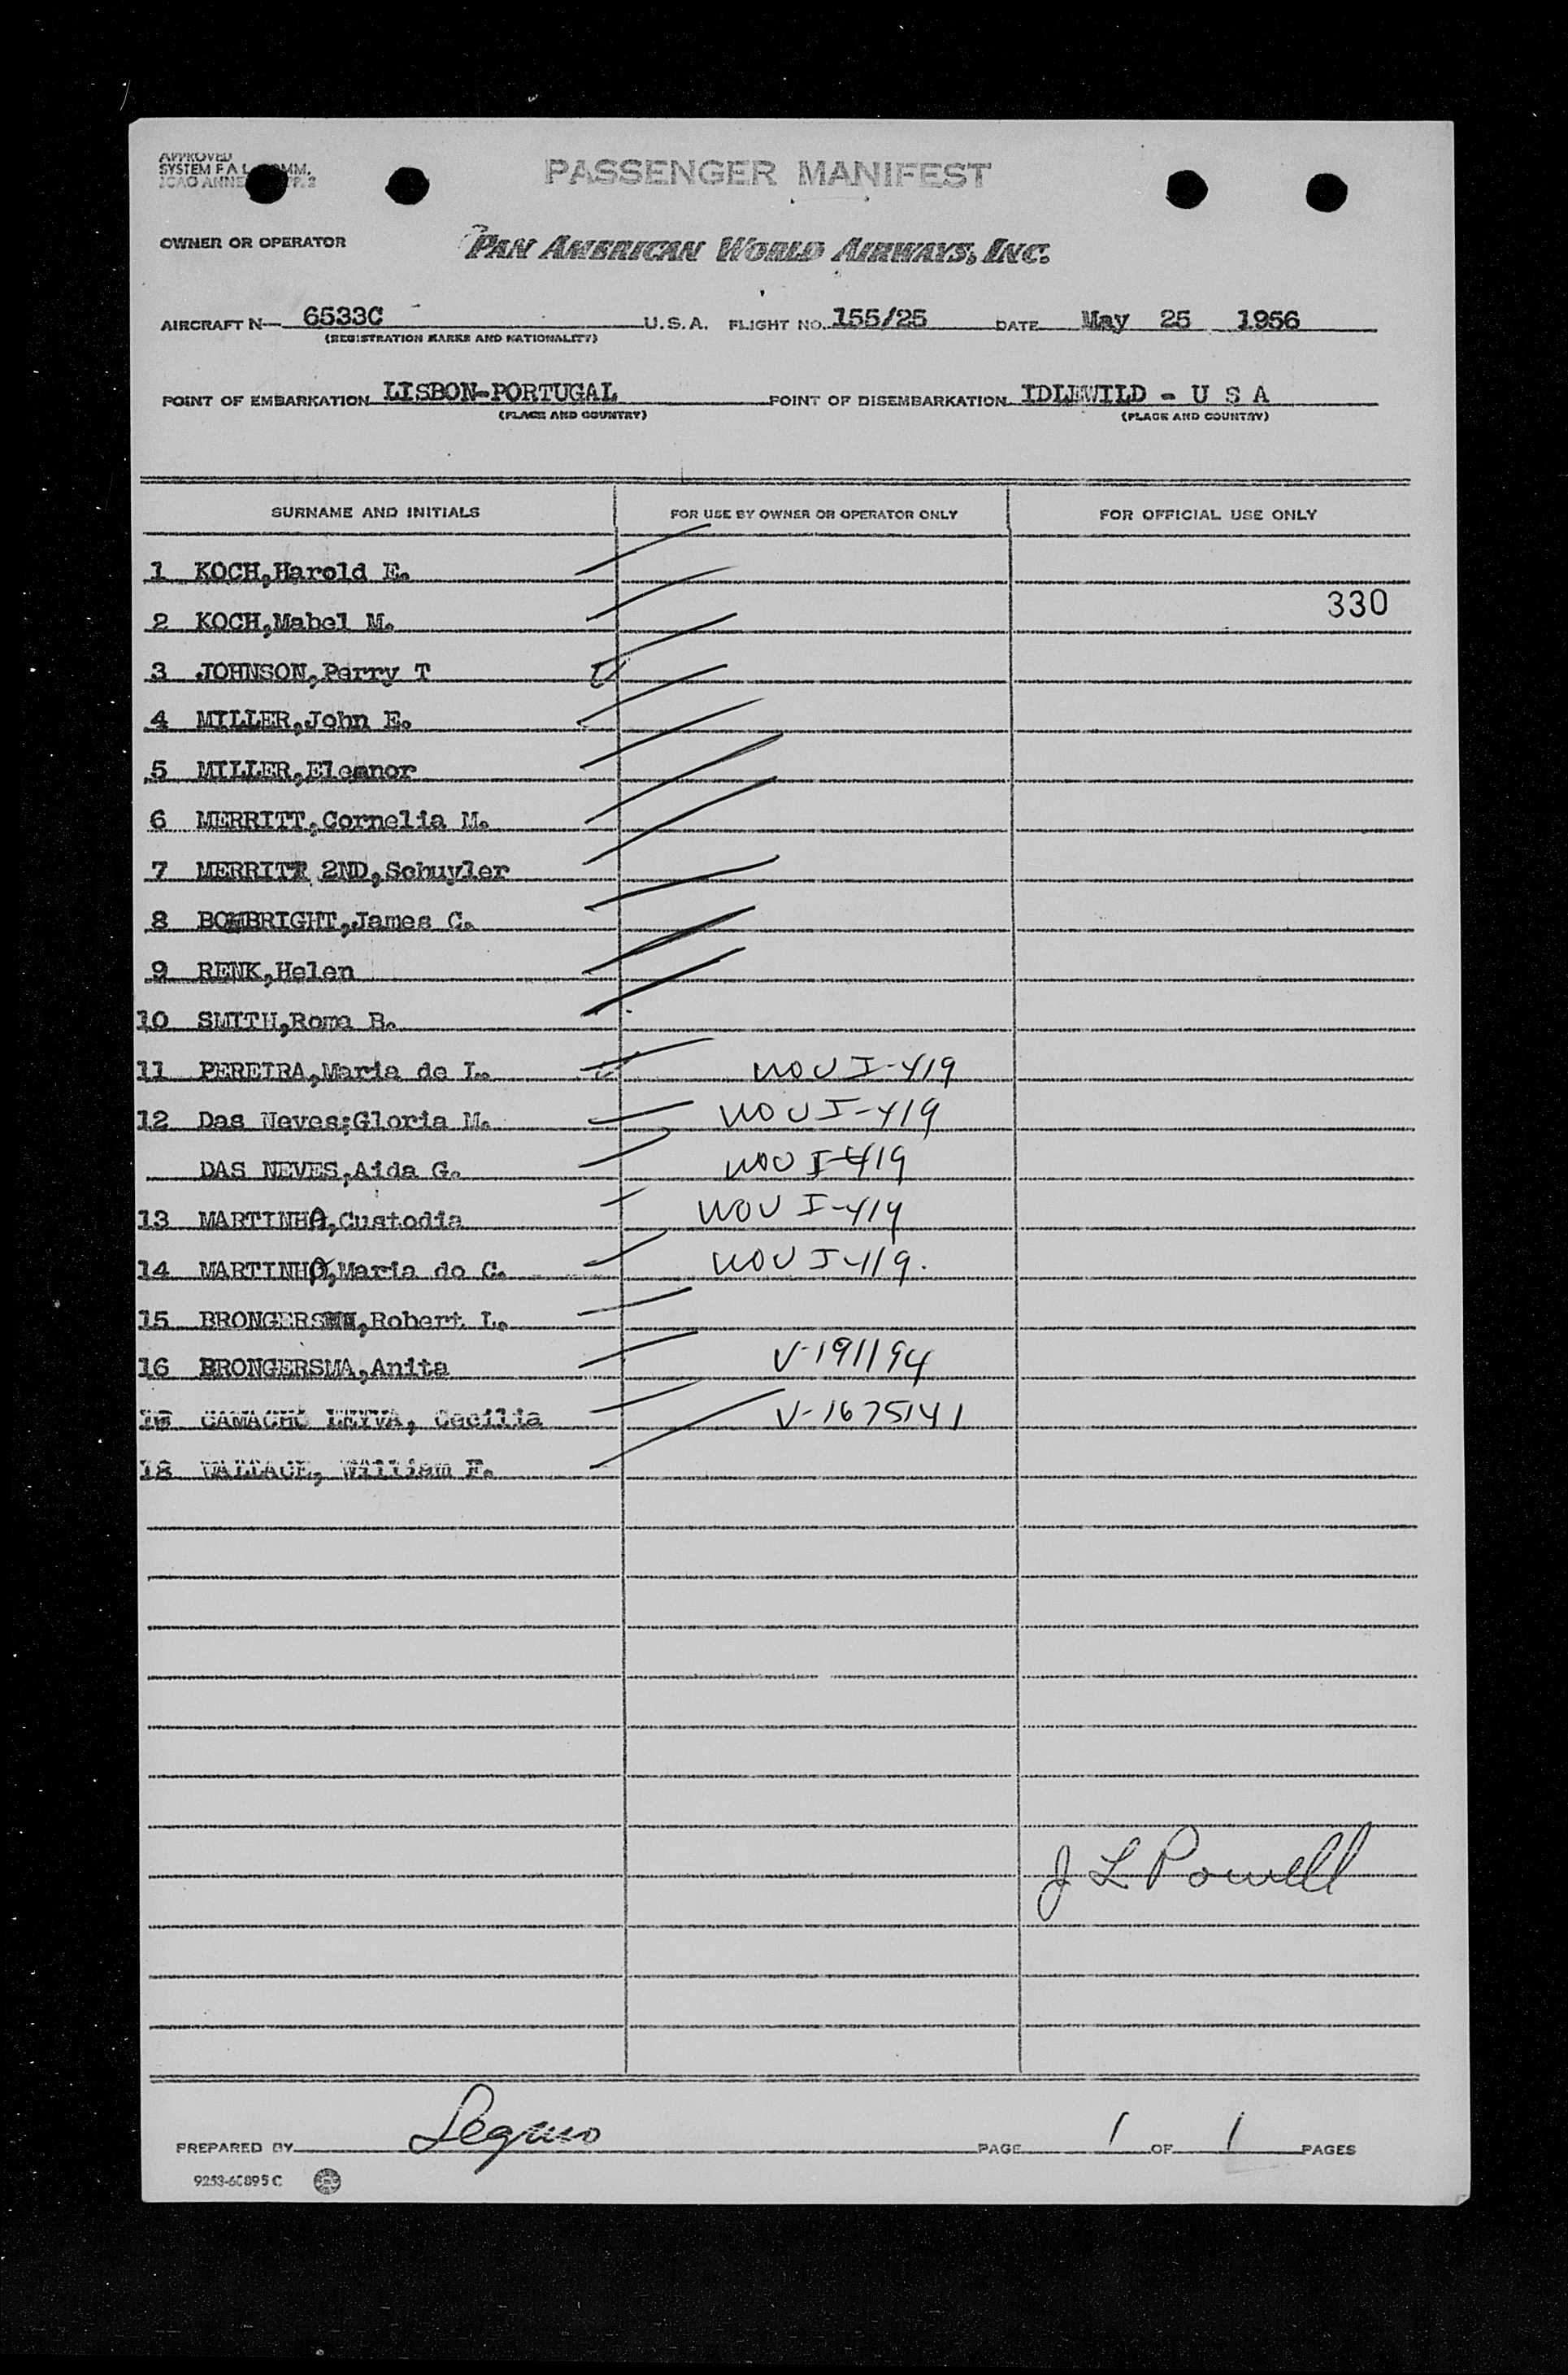 APPROVED
SYSTEM F A L COMM.
ICAO ANNE
PASSENGER MANIFEST
OWNER OR OPERATOR PAN AMERICAN WORLD AIRWAYS, INC.
AIRCRAFT N— 6533C U.S.A. FLIGHT NO. 155/25 DATE May 25 1956
(REGISTRATION MARKS AND NATIONALITY)
POINT OF EMBARKATION LISBON-PORTUGAL POINT OF DISEMBARKATION IDLEWILD - U S A
(PLACE AND COUNTRY) (PLACE AND COUNTRY)
SURNAME AND INITIALS FOR USE BY OWNER OR OPERATOR ONLY FOR OFFICIAL USE ONLY
1 KOCH,Harold E.
330
2 KOCH,Mabel M.
3 JOHNSON,Perry T
4 MILLER,John E.
5 MILLER,Eleanor
6 MERRITT,Cornelia M.
7 MERRITT 2ND,Schuyler
8 BOMBRIGHT,James C.
9 RENK,Helen
10 SMITH,Roma B.
11 PEREIRA,Maria de L. NOV I-419
12 Das Neves;Gloria M. NOV I-419
DAS NEVES,Aida G. NOV I-419
13 MARTINHO,Custodia NOV I-419
14 MARTINHO,Maria do C. NOV I-419.
15 BRONGERSMA,Robert L.
16 BRONGERSMA,Anita V-191194
CAMACHO LEYVA, Cecilia V-1675141
18 WALLACE, William F.
J L Powell
PREPARED BY PAGE 1 OF 1 PAGES
9253-60895 C